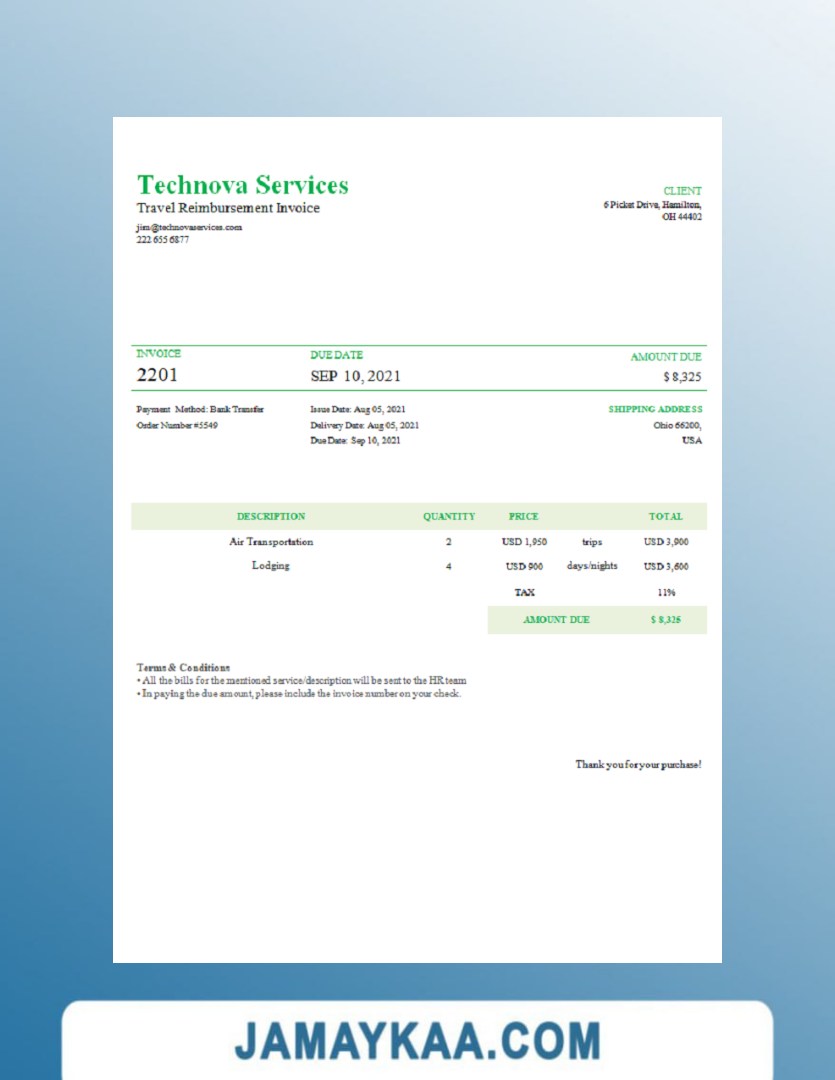 Technova Services
Travel Reimbursement Invoice
jim@technovaservices.com
222 655 6877
CLIENT
6 Picket Drive, Hamilton,
OH 44402
INVOICE
2201
DUE DATE
SEP 10, 2021
AMOUNT DUE
$ 8,325
Payment Method: Bank Transfer
Order Number #5549
Issue Date: Aug 05, 2021
Delivery Date: Aug 05, 2021
Due Date: Sep 10, 2021
SHIPPING ADDRESS
Ohio 66200,
USA
DESCRIPTION QUANTITY PRICE TOTAL
Air Transportation 2 USD 1,950 trips USD 3,900
Lodging 4 USD 900 days/nights USD 3,600
TAX 11%
AMOUNT DUE $ 8,325
Terms & Conditions
• All the bills for the mentioned service/description will be sent to the HR team
• In paying the due amount, please include the invoice number on your check.
Thank you for your purchase!
JAMAYKAA.COM